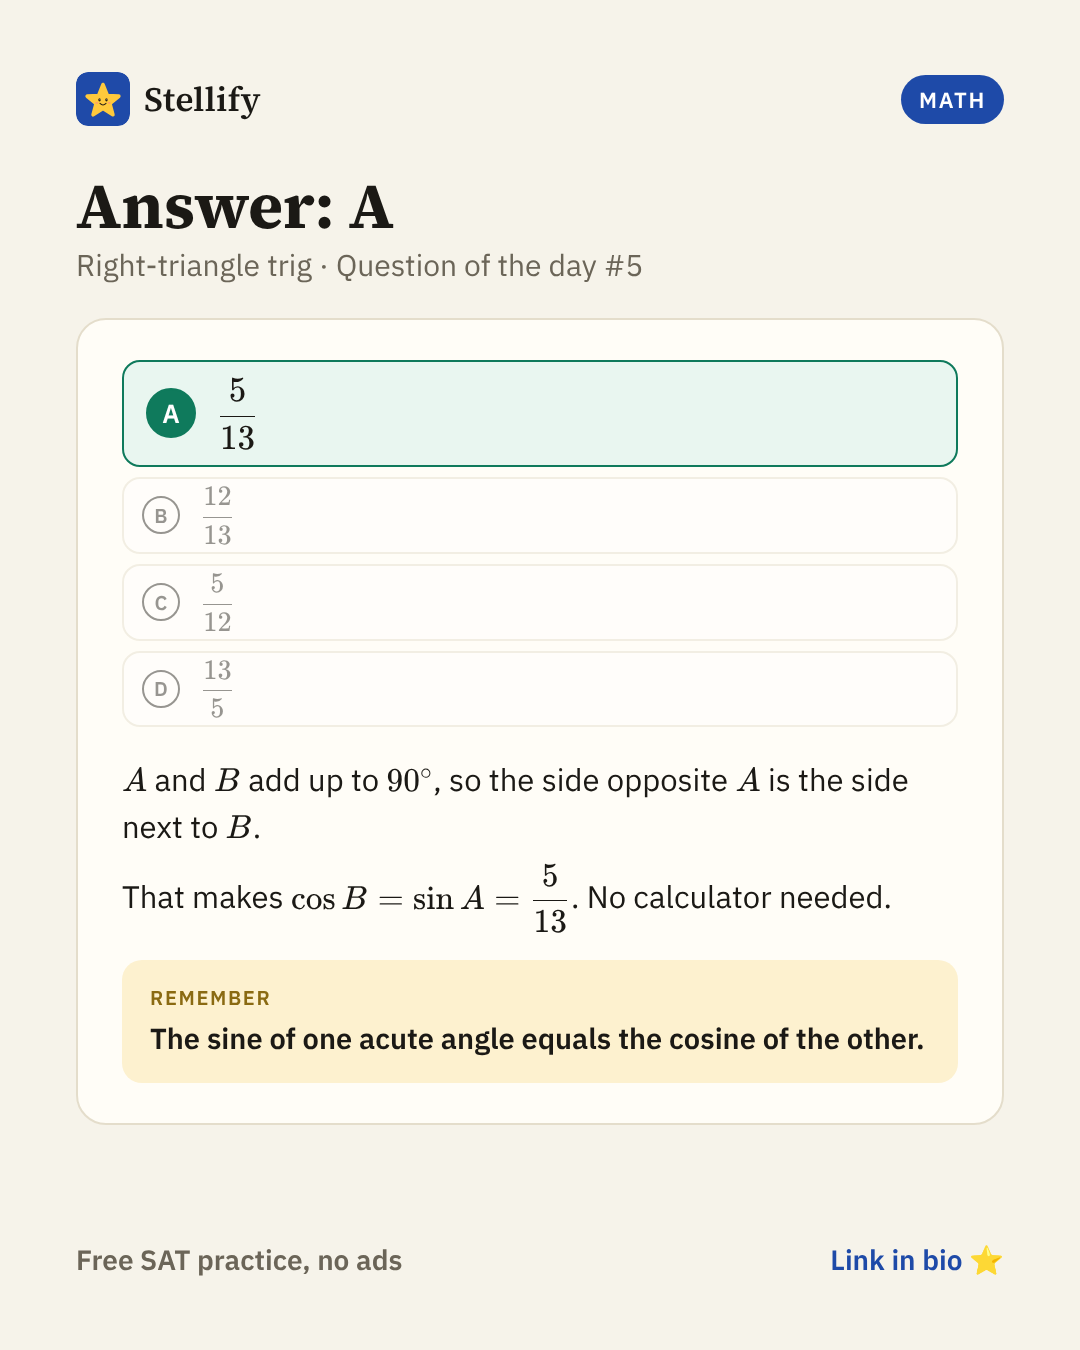 Stellify
MATH
Answer: A
Right-triangle trig · Question of the day #5
A 5/13
B 12/13
C 5/12
D 13/5
A and B add up to 90°, so the side opposite A is the side
next to B.
That makes cos B = sin A = 5/13. No calculator needed.
REMEMBER
The sine of one acute angle equals the cosine of the other.
Free SAT practice, no ads
Link in bio ⭐